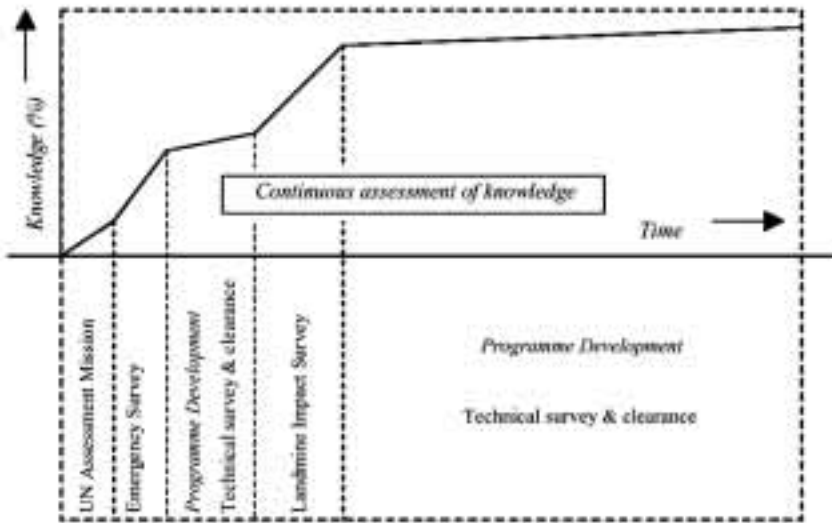 Knowledge (%)
Continuous assessment of knowledge
Time
UN Assessment Mission
Emergency Survey
Programme Development
Technical survey & clearance
Landmine Impact Survey
Programme Development
Technical survey & clearance